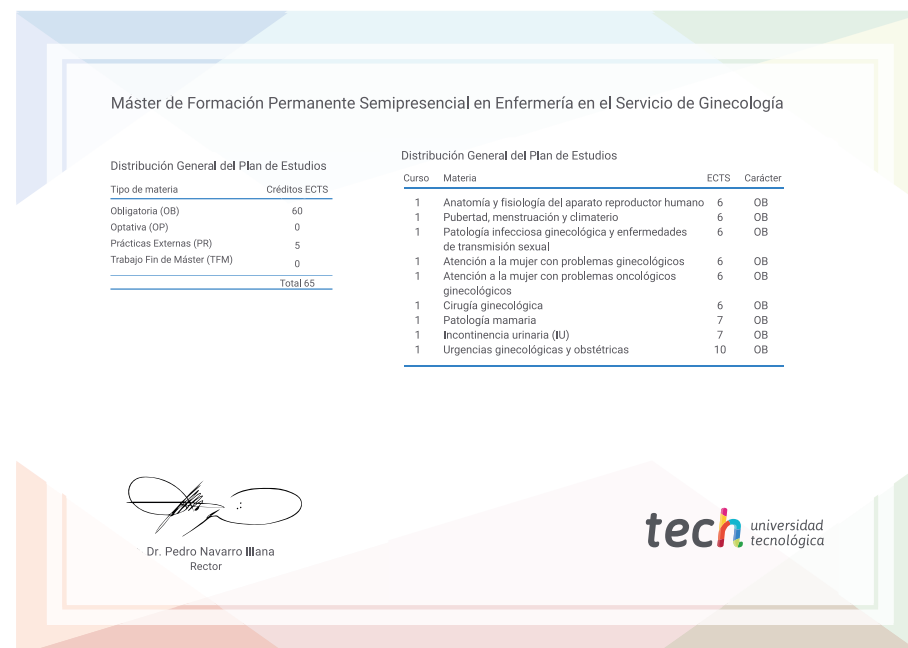 Máster de Formación Permanente Semipresencial en Enfermería en el Servicio de Ginecología
Distribución General del Plan de Estudios
Tipo de materia Créditos ECTS
Obligatoria (OB) 60
Optativa (OP) 0
Prácticas Externas (PR) 5
Trabajo Fin de Máster (TFM) 0
Total 65
Distribución General del Plan de Estudios
Curso Materia ECTS Carácter
1 Anatomía y fisiología del aparato reproductor humano 6 OB
1 Pubertad, menstruación y climaterio 6 OB
1 Patología infecciosa ginecológica y enfermedades 6 OB
de transmisión sexual
1 Atención a la mujer con problemas ginecológicos 6 OB
1 Atención a la mujer con problemas oncológicos 6 OB
ginecológicos
1 Cirugía ginecológica 6 OB
1 Patología mamaria 7 OB
1 Incontinencia urinaria (IU) 7 OB
1 Urgencias ginecológicas y obstétricas 10 OB
Dr. Pedro Navarro Illana
Rector
tech universidad
tecnológica